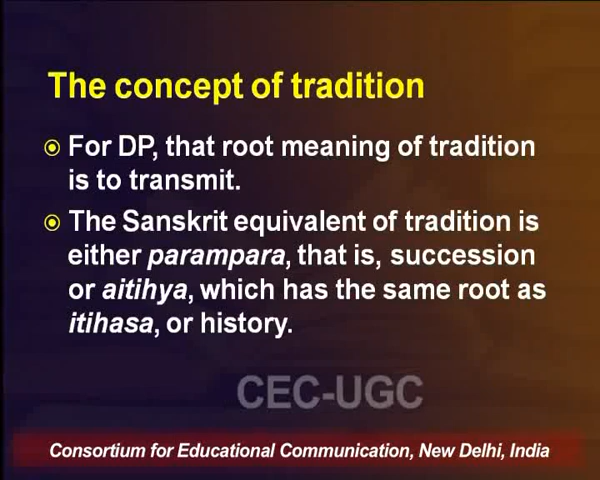 The concept of tradition
For DP, that root meaning of tradition
is to transmit.
The Sanskrit equivalent of tradition is
either parampara, that is, succession
or aitihya, which has the same root as
itihasa, or history.
CEC-UGC
Consortium for Educational Communication, New Delhi, India